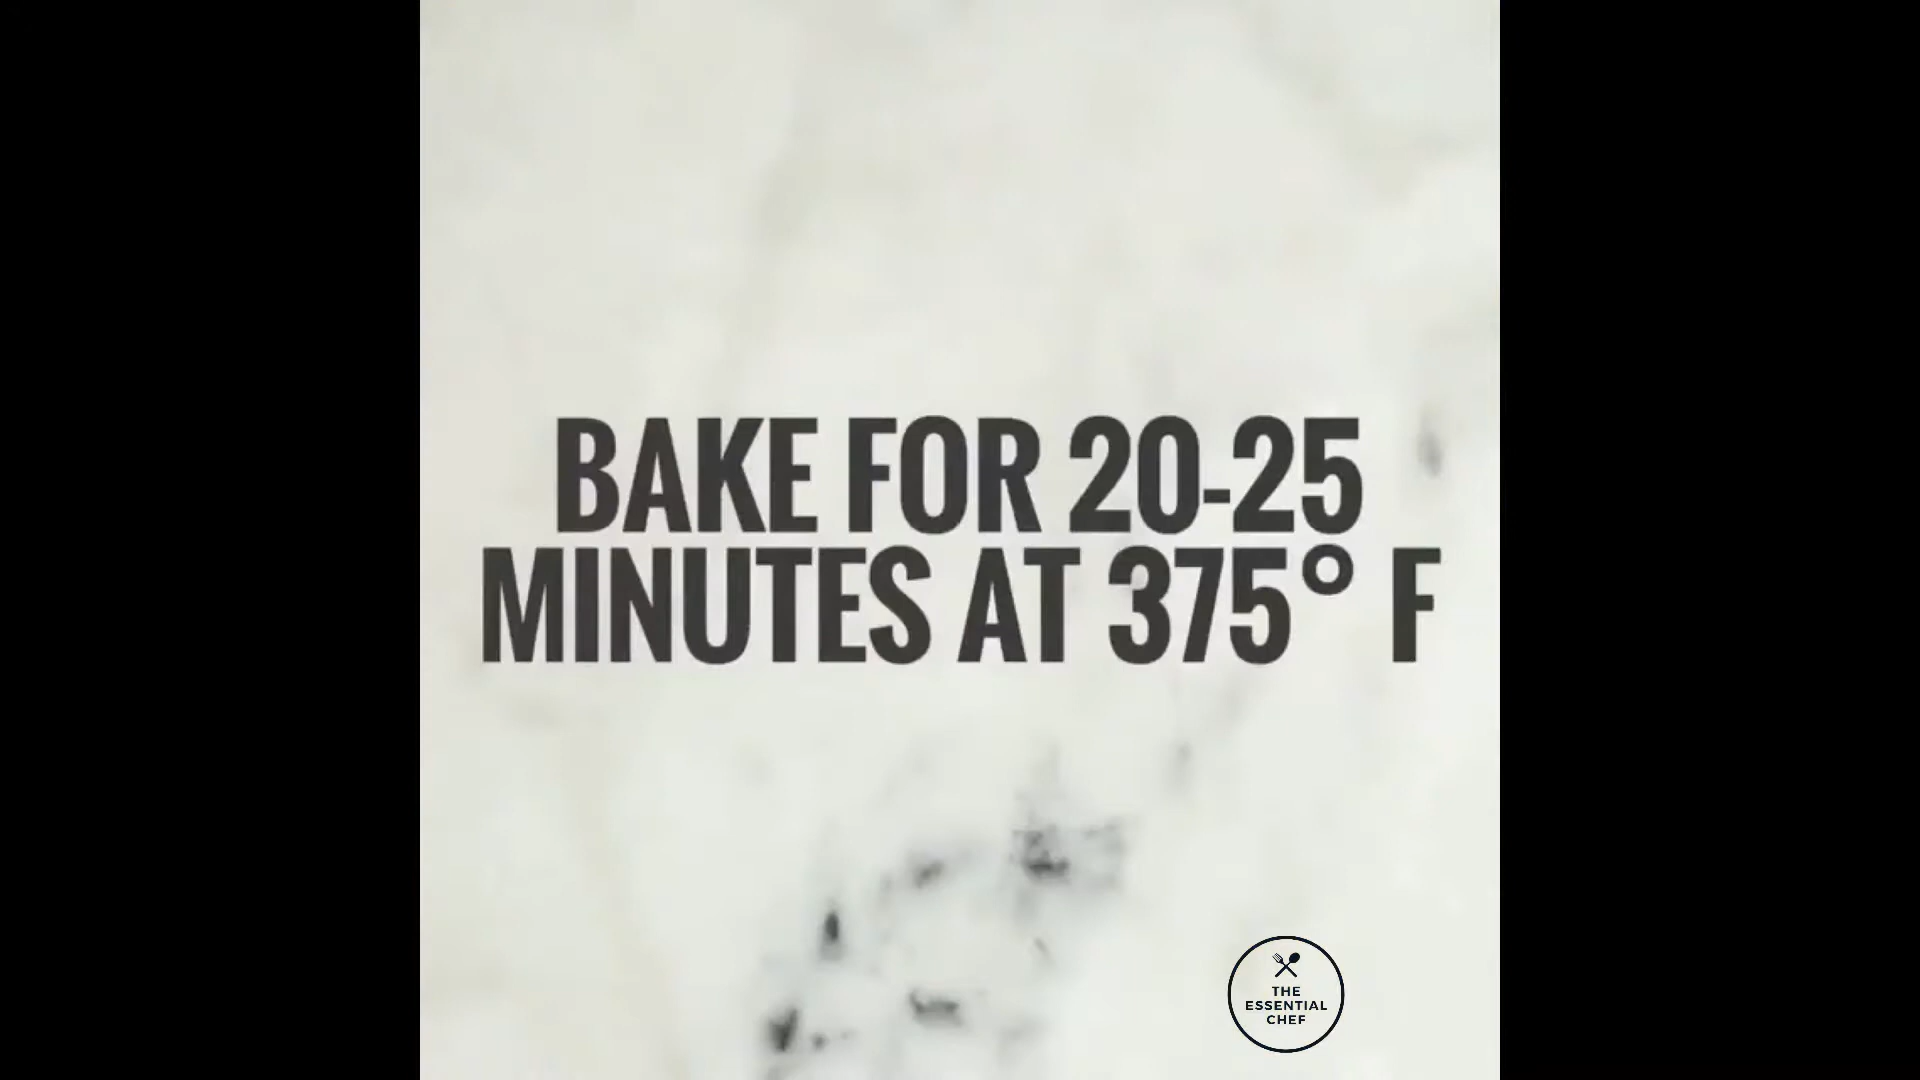 BAKE FOR 20-25
MINUTES AT 375° F
THE
ESSENTIAL
CHEF